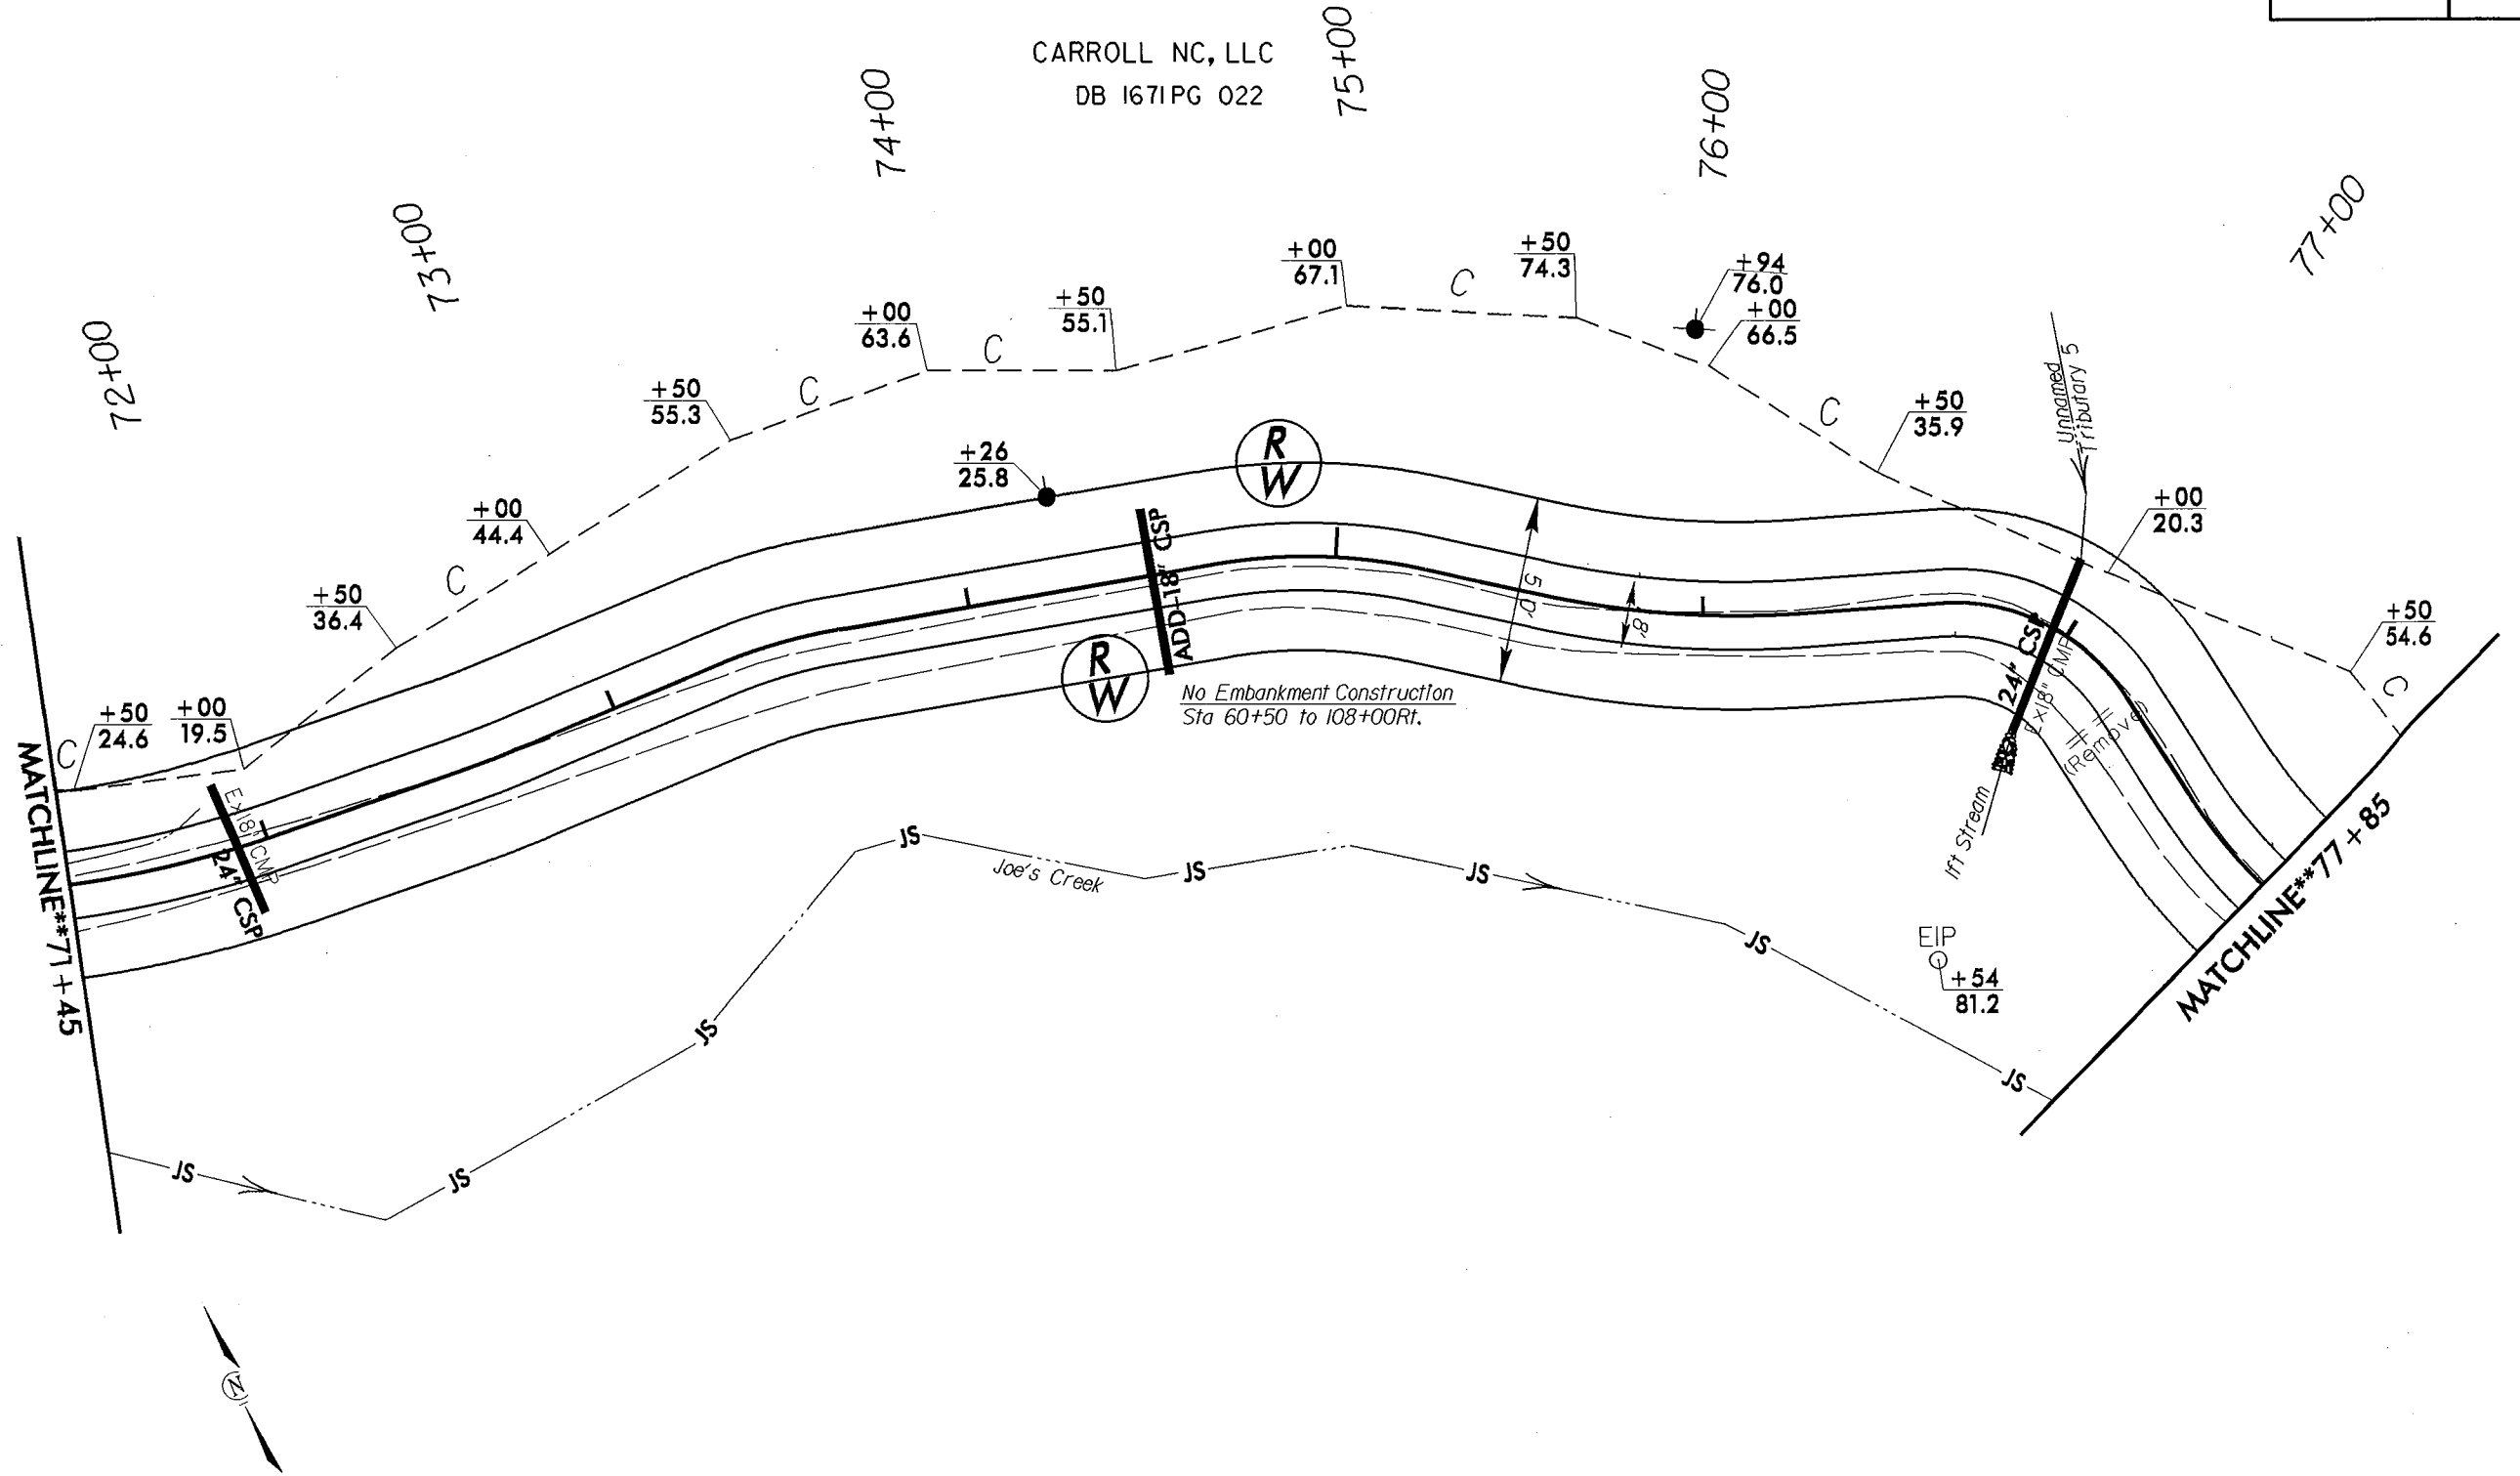 CARROLL NC, LLC
DB 1671 PG 022
72+00
73+00
74+00
75+00
76+00
77+00
+50
24.6
+00
19.5
+50
36.4
+00
44.4
+50
55.3
+00
63.6
+50
55.1
+00
67.1
+50
74.3
+94
76.0
+00
66.5
+50
35.9
+00
20.3
+50
54.6
+26
25.8
C
C
C
C
C
C
C
R
W
R
W
Unnamed
Tributary 5
ADD-18" CSP
18'
No Embankment Construction
Sta 60+50 to 108+00Rt.
Ex18" CMP
24" CSP
Ex18" CMP
(Remove)
1ft Stream
MATCHLINE**71+45
MATCHLINE**77+85
JS
JS
JS
JS
JS
JS
JS
JS
Joe's Creek
EIP
+54
81.2
N